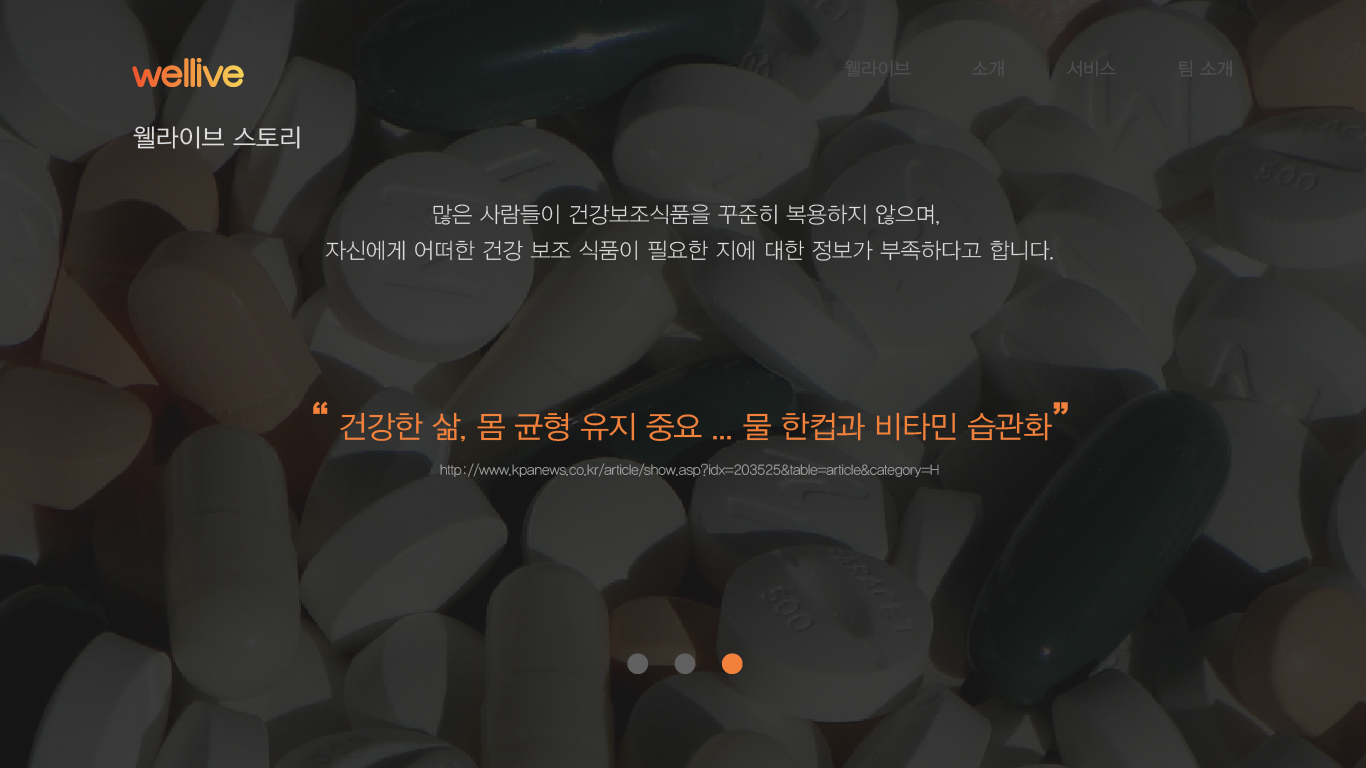 wellive
웰라이브 소개 서비스 팀 소개
웰라이브 스토리
많은 사람들이 건강보조식품을 꾸준히 복용하지 않으며,
자신에게 어떠한 건강 보조 식품이 필요한 지에 대한 정보가 부족하다고 합니다.
“ 건강한 삶, 몸 균형 유지 중요 ... 물 한컵과 비타민 습관화 ”
http://www.kpanews.co.kr/article/show.asp?idx=203525&table=article&category=H
500
500